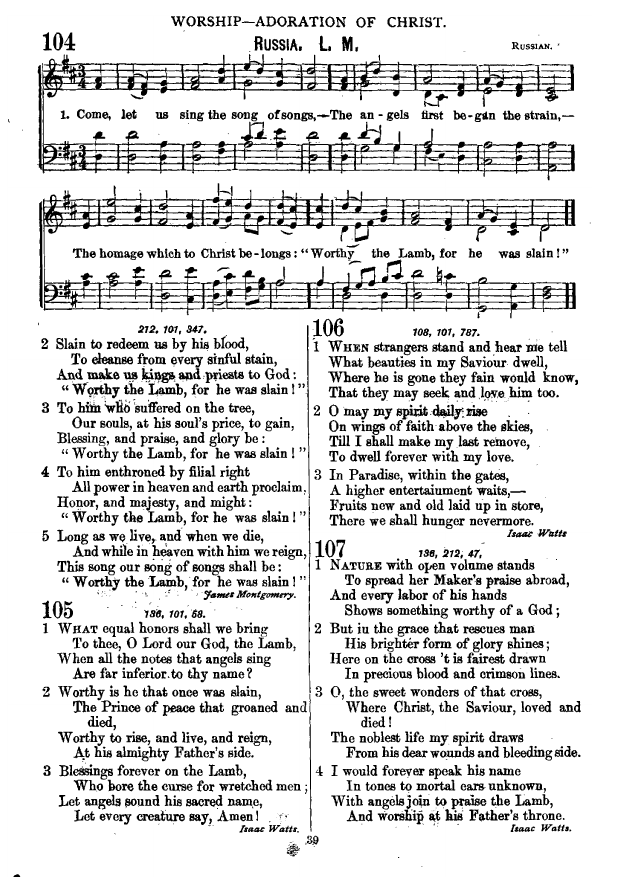 WORSHIP—ADORATION OF CHRIST.
104
RUSSIA. L. M.
RUSSIAN.
1. Come, let us sing the song of songs,—The an - gels first be-gan the strain,—
The homage which to Christ be-longs: "Worthy the Lamb, for he was slain!"
212, 101, 347.
2 Slain to redeem us by his blood,
To cleanse from every sinful stain,
And make us kings and priests to God:
"Worthy the Lamb, for he was slain!"
3 To him who suffered on the tree,
Our souls, at his soul's price, to gain,
Blessing, and praise, and glory be:
"Worthy the Lamb, for he was slain!"
4 To him enthroned by filial right
All power in heaven and earth proclaim,
Honor, and majesty, and might:
"Worthy the Lamb, for he was slain!"
5 Long as we live, and when we die,
And while in heaven with him we reign,
This song our song of songs shall be:
"Worthy the Lamb, for he was slain!"
James Montgomery.
105
136, 101, 58.
1 WHAT equal honors shall we bring
To thee, O Lord our God, the Lamb,
When all the notes that angels sing
Are far inferior to thy name?
2 Worthy is he that once was slain,
The Prince of peace that groaned and
died,
Worthy to rise, and live, and reign,
At his almighty Father's side.
3 Blessings forever on the Lamb,
Who bore the curse for wretched men;
Let angels sound his sacred name,
Let every creature say, Amen!
Isaac Watts.
106
108, 101, 787.
1 WHEN strangers stand and hear me tell
What beauties in my Saviour dwell,
Where he is gone they fain would know,
That they may seek and love him too.
2 O may my spirit daily rise
On wings of faith above the skies,
Till I shall make my last remove,
To dwell forever with my love.
3 In Paradise, within the gates,
A higher entertainment waits,—
Fruits new and old laid up in store,
There we shall hunger nevermore.
Isaac Watts
107
136, 212, 47,
1 NATURE with open volume stands
To spread her Maker's praise abroad,
And every labor of his hands
Shows something worthy of a God;
2 But in the grace that rescues man
His brighter form of glory shines;
Here on the cross 't is fairest drawn
In precious blood and crimson lines.
3 O, the sweet wonders of that cross,
Where Christ, the Saviour, loved and
died!
The noblest life my spirit draws
From his dear wounds and bleeding side.
4 I would forever speak his name
In tones to mortal ears unknown,
With angels join to praise the Lamb,
And worship at his Father's throne.
Isaac Watts.
39